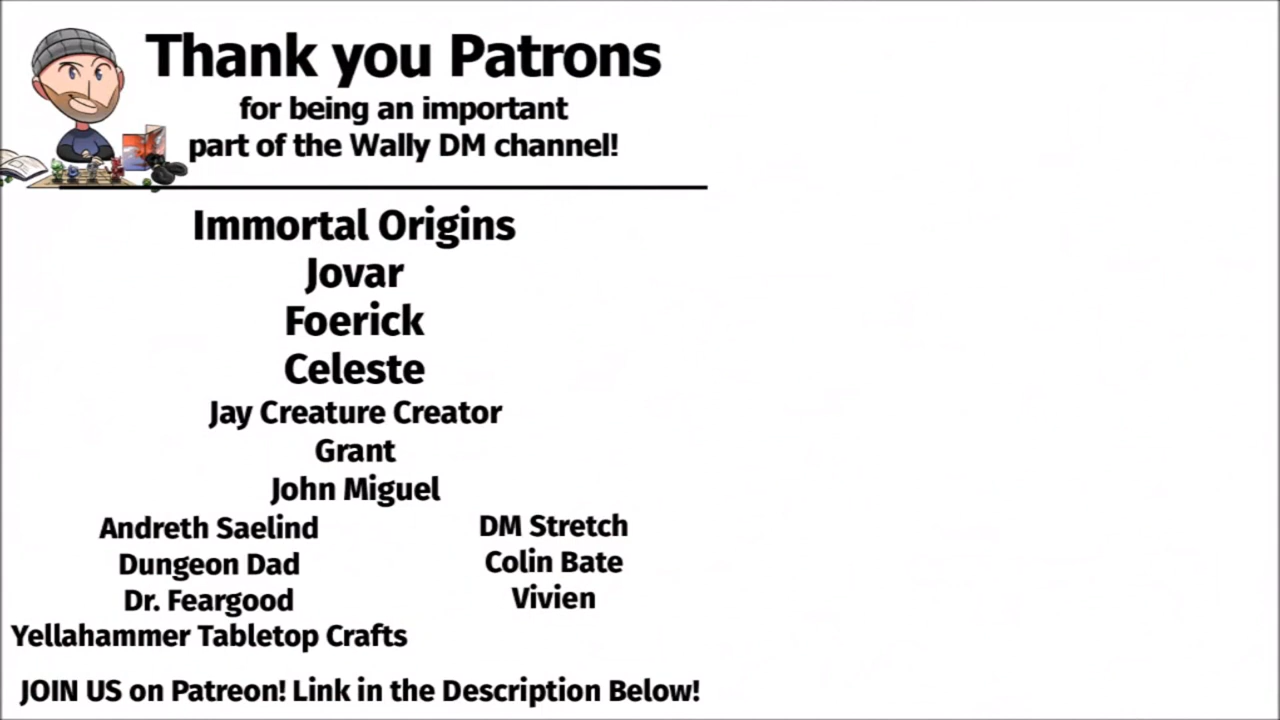 Thank you Patrons
for being an important
part of the Wally DM channel!
Immortal Origins
Jovar
Foerick
Celeste
Jay Creature Creator
Grant
John Miguel
Andreth Saelind
Dungeon Dad
Dr. Feargood
Yellahammer Tabletop Crafts
DM Stretch
Colin Bate
Vivien
JOIN US on Patreon! Link in the Description Below!